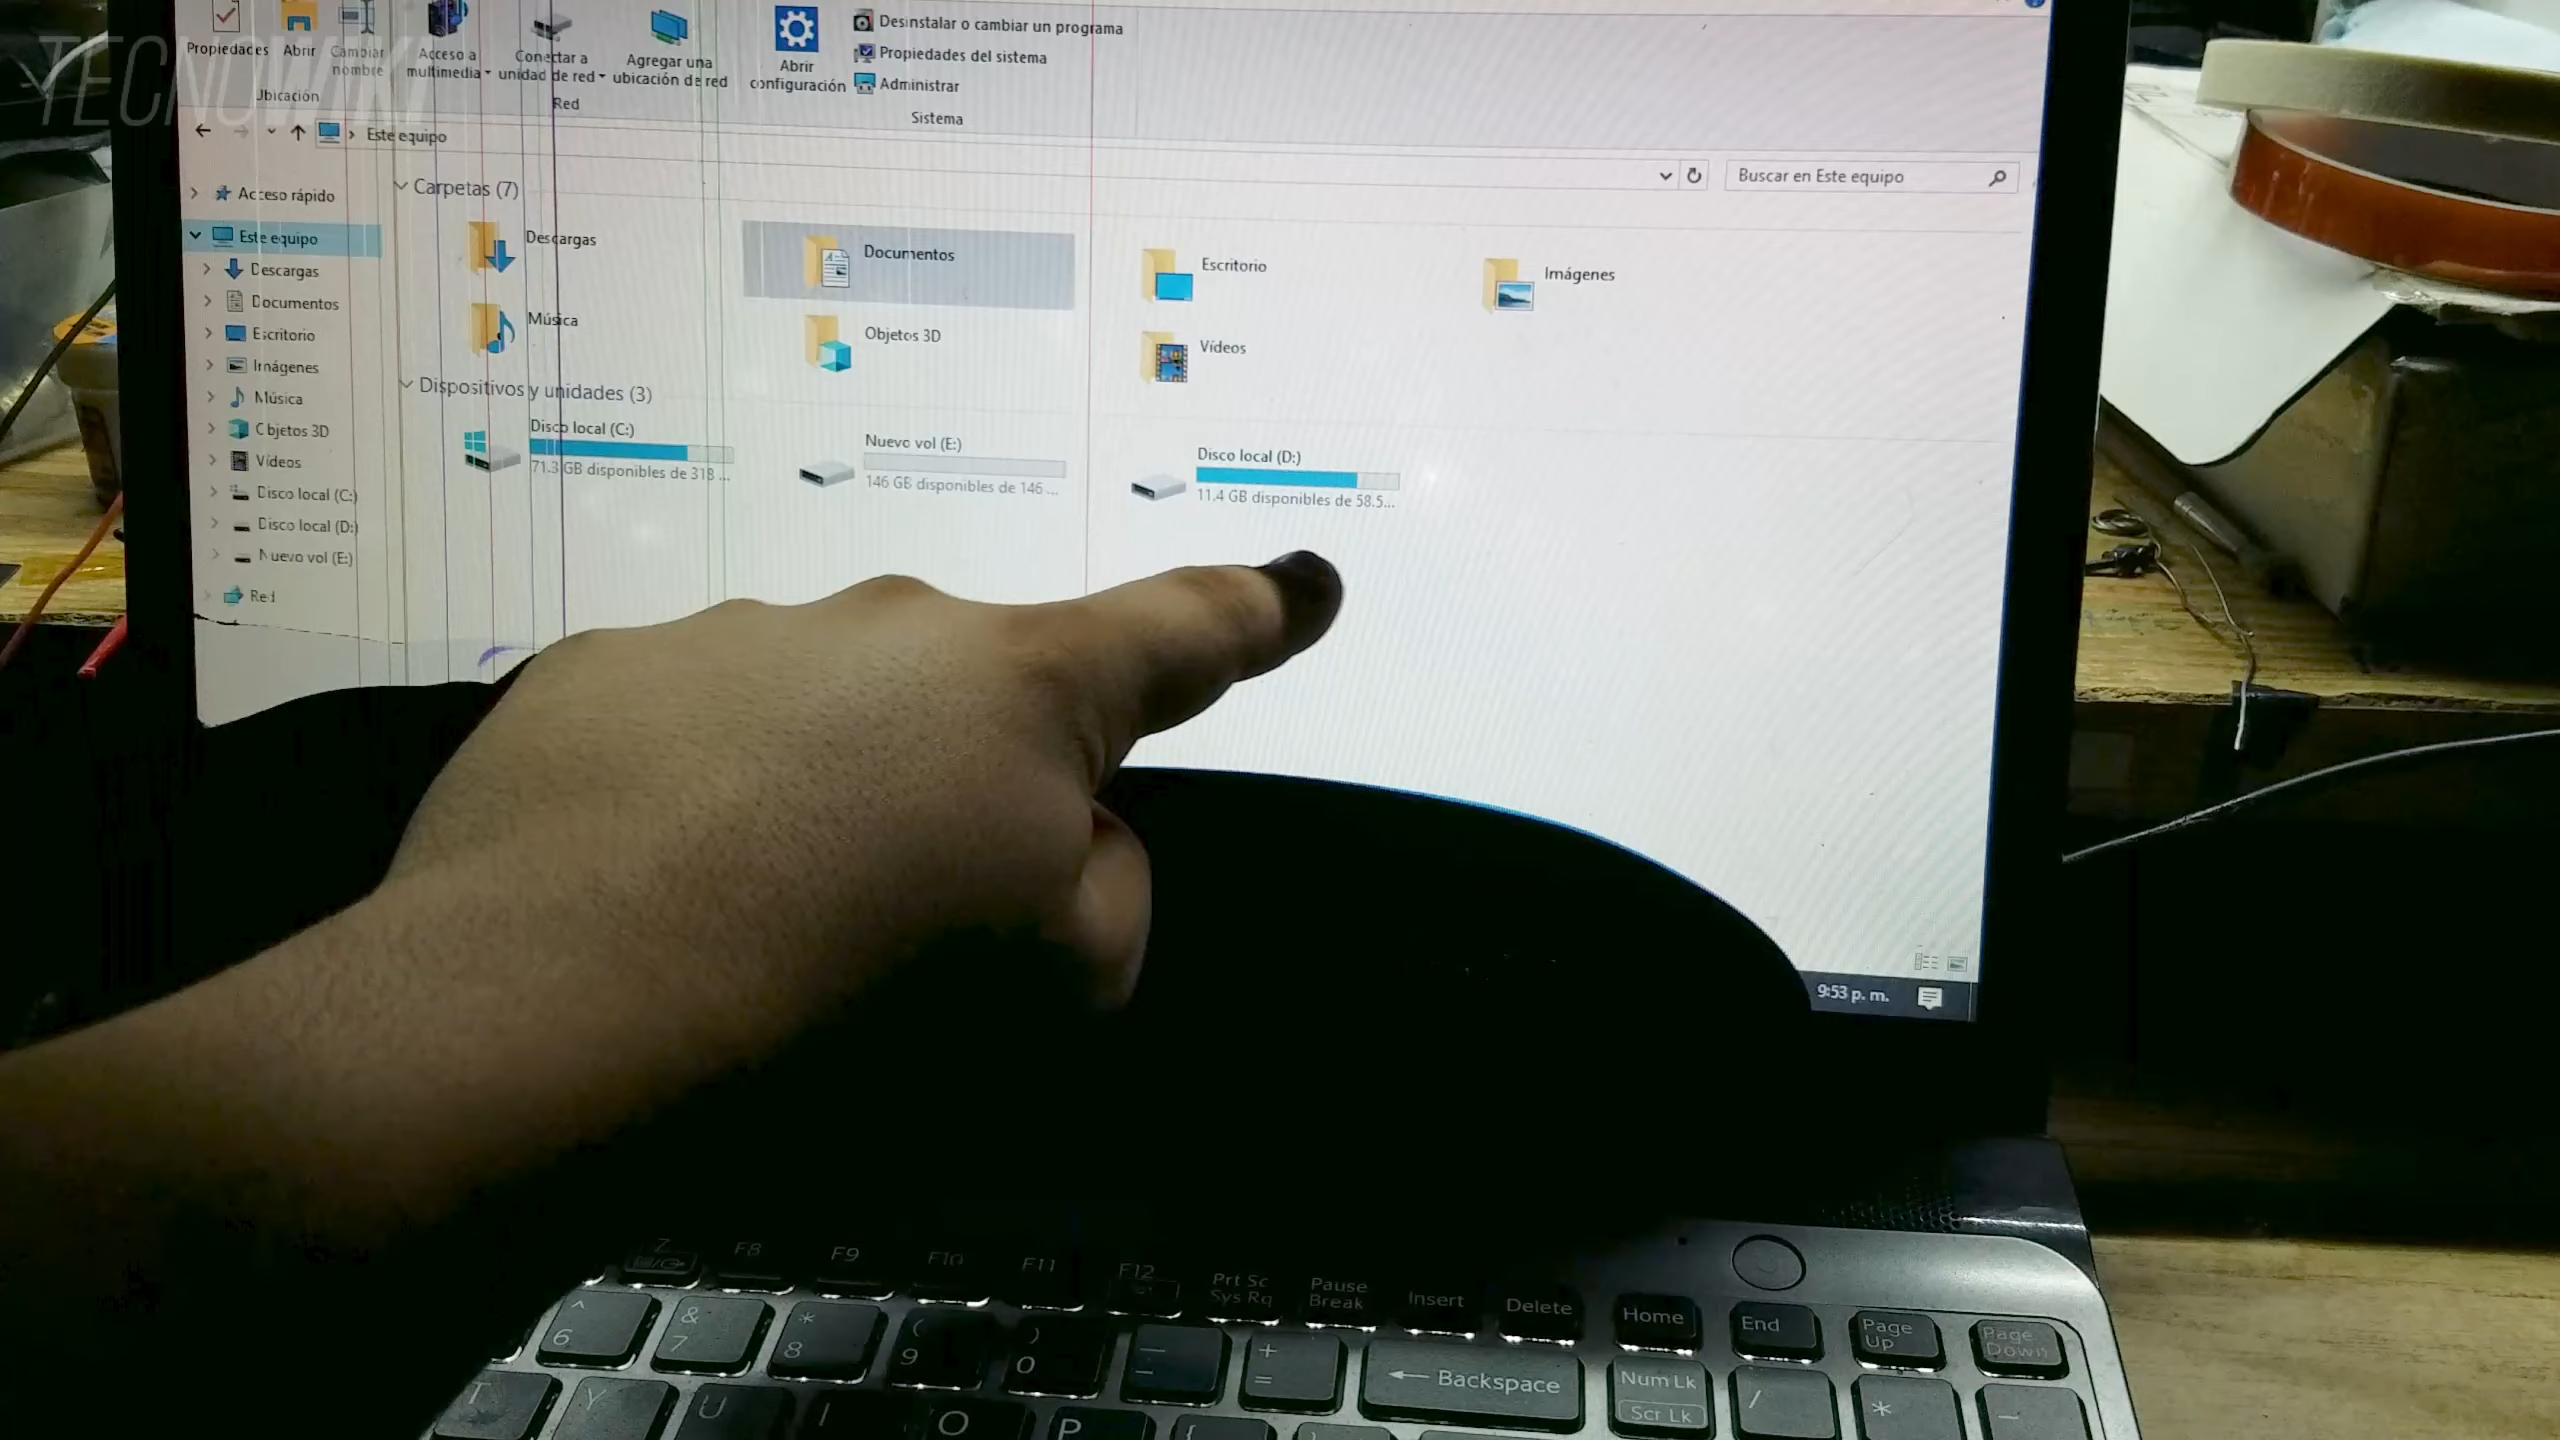 TECNOWIKI
Propiedades
Abrir
Cambiar
nombre
Acceso a
multimedia
Conectar a
unidad de red
Agregar una
ubicación de red
Abrir
configuración
Desinstalar o cambiar un programa
Propiedades del sistema
Administrar
Ubicación
Red
Sistema
Este equipo
Buscar en Este equipo
Acceso rápido
Este equipo
Descargas
Documentos
Escritorio
Imágenes
Música
Objetos 3D
Vídeos
Disco local (C:)
Disco local (D:)
Nuevo vol (E:)
Red
Carpetas (7)
Descargas
Documentos
Escritorio
Imágenes
Música
Objetos 3D
Vídeos
Dispositivos y unidades (3)
Disco local (C:)
71.3 GB disponibles de 318 ...
Nuevo vol (E:)
146 GB disponibles de 146 ...
Disco local (D:)
11.4 GB disponibles de 58.5...
9:53 p. m.
F8
F9
F10
F11
F12
Prt Sc
Sys Rq
Pause
Break
Insert
Delete
Home
End
Page
Up
Page
Down
^
6
&
7
*
8
(
9
)
0
—
-
+
=
← Backspace
Num Lk
Scr Lk
/
*
-
T
Y
U
I
O
P
{
}